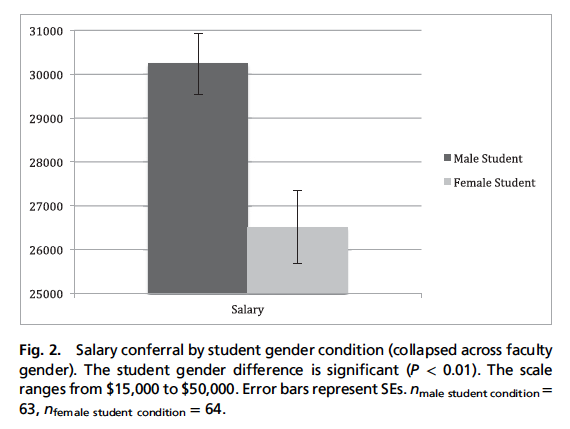 31000
30000
29000
28000
27000
26000
25000
Salary
Male Student
Female Student
Fig. 2. Salary conferral by student gender condition (collapsed across faculty
gender). The student gender difference is significant (P < 0.01). The scale
ranges from $15,000 to $50,000. Error bars represent SEs. nmale student condition =
63, nfemale student condition = 64.